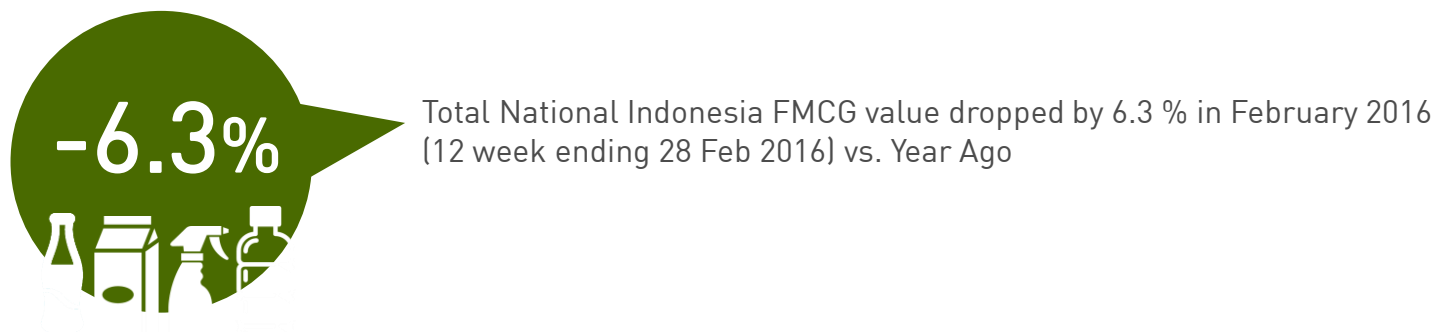 -6.3%
Total National Indonesia FMCG value dropped by 6.3 % in February 2016
(12 week ending 28 Feb 2016) vs. Year Ago